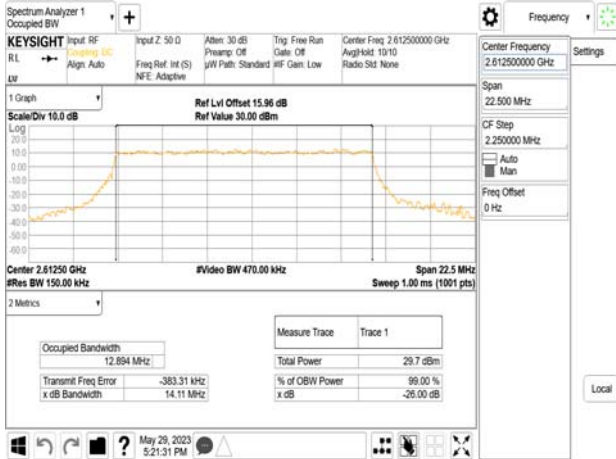 Spectrum Analyzer 1
Occupied BW
+
Frequency
KEYSIGHT
Input: RF
Coupling: DC
Align: Auto
Input Z: 50 Ω
Freq Ref: Int (S)
NFE: Adaptive
Atten: 30 dB
Preamp: Off
µW Path: Standard
Trig: Free Run
Gate: Off
#IF Gain: Low
Center Freq: 2.612500000 GHz
Avg|Hold: 10/10
Radio Std: None
RL
1 Graph
Scale/Div 10.0 dB
Ref Lvl Offset 15.96 dB
Ref Value 30.00 dBm
Log
20.0
10.0
0.00
-10.0
-20.0
-30.0
-40.0
-50.0
-60.0
Center 2.61250 GHz
#Res BW 150.00 kHz
#Video BW 470.00 kHz
Span 22.5 MHz
Sweep 1.00 ms (1001 pts)
2 Metrics
Measure Trace Trace 1
Occupied Bandwidth
12.894 MHz
Total Power 29.7 dBm
Transmit Freq Error -383.31 kHz
% of OBW Power 99.00 %
x dB Bandwidth 14.11 MHz
x dB -26.00 dB
Center Frequency
2.612500000 GHz
Settings
Span
22.500 MHz
CF Step
2.250000 MHz
Auto
Man
Freq Offset
0 Hz
Local
?
May 29, 2023
5:21:31 PM